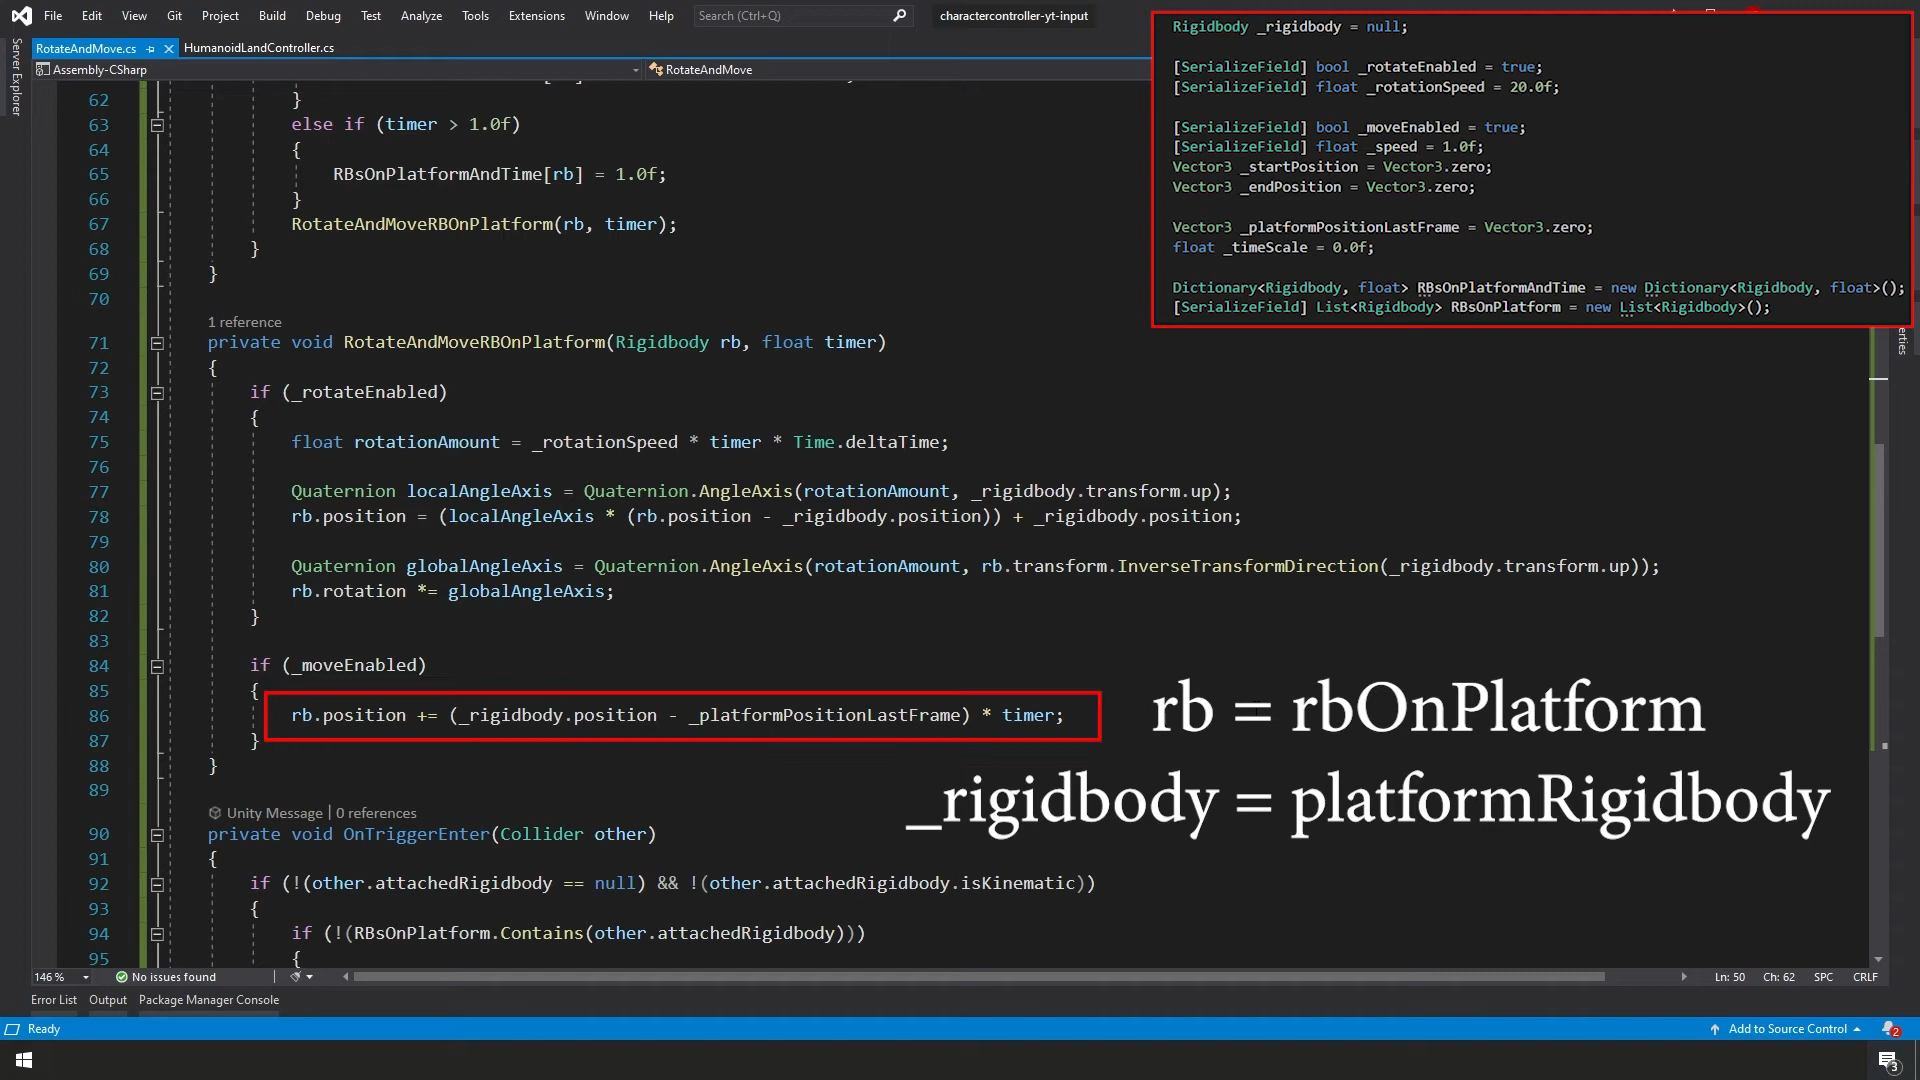 File Edit View Git Project Build Debug Test Analyze Tools Extensions Window Help Search (Ctrl+Q) charactercontroller-yt-input
RotateAndMove.cs HumanoidLandController.cs
Assembly-CSharp RotateAndMove
Server Explorer
Rigidbody _rigidbody = null;
[SerializeField] bool _rotateEnabled = true;
[SerializeField] float _rotationSpeed = 20.0f;
[SerializeField] bool _moveEnabled = true;
[SerializeField] float _speed = 1.0f;
Vector3 _startPosition = Vector3.zero;
Vector3 _endPosition = Vector3.zero;
Vector3 _platformPositionLastFrame = Vector3.zero;
float _timeScale = 0.0f;
Dictionary<Rigidbody, float> RBsOnPlatformAndTime = new Dictionary<Rigidbody, float>();
[SerializeField] List<Rigidbody> RBsOnPlatform = new List<Rigidbody>();
62 }
63 else if (timer > 1.0f)
64 {
65 RBsOnPlatformAndTime[rb] = 1.0f;
66 }
67 RotateAndMoveRBOnPlatform(rb, timer);
68 }
69 }
70
1 reference
71 private void RotateAndMoveRBOnPlatform(Rigidbody rb, float timer)
72 {
73 if (_rotateEnabled)
74 {
75 float rotationAmount = _rotationSpeed * timer * Time.deltaTime;
76
77 Quaternion localAngleAxis = Quaternion.AngleAxis(rotationAmount, _rigidbody.transform.up);
78 rb.position = (localAngleAxis * (rb.position - _rigidbody.position)) + _rigidbody.position;
79
80 Quaternion globalAngleAxis = Quaternion.AngleAxis(rotationAmount, rb.transform.InverseTransformDirection(_rigidbody.transform.up));
81 rb.rotation *= globalAngleAxis;
82 }
83
84 if (_moveEnabled)
85 {
86 rb.position += (_rigidbody.position - _platformPositionLastFrame) * timer;
87 }
88 }
89
rb = rbOnPlatform
_rigidbody = platformRigidbody
Unity Message | 0 references
90 private void OnTriggerEnter(Collider other)
91 {
92 if (!(other.attachedRigidbody == null) && !(other.attachedRigidbody.isKinematic))
93 {
94 if (!(RBsOnPlatform.Contains(other.attachedRigidbody)))
95 {
146 % No issues found Ln: 50 Ch: 62 SPC CRLF
Error List Output Package Manager Console
Ready Add to Source Control 2
3